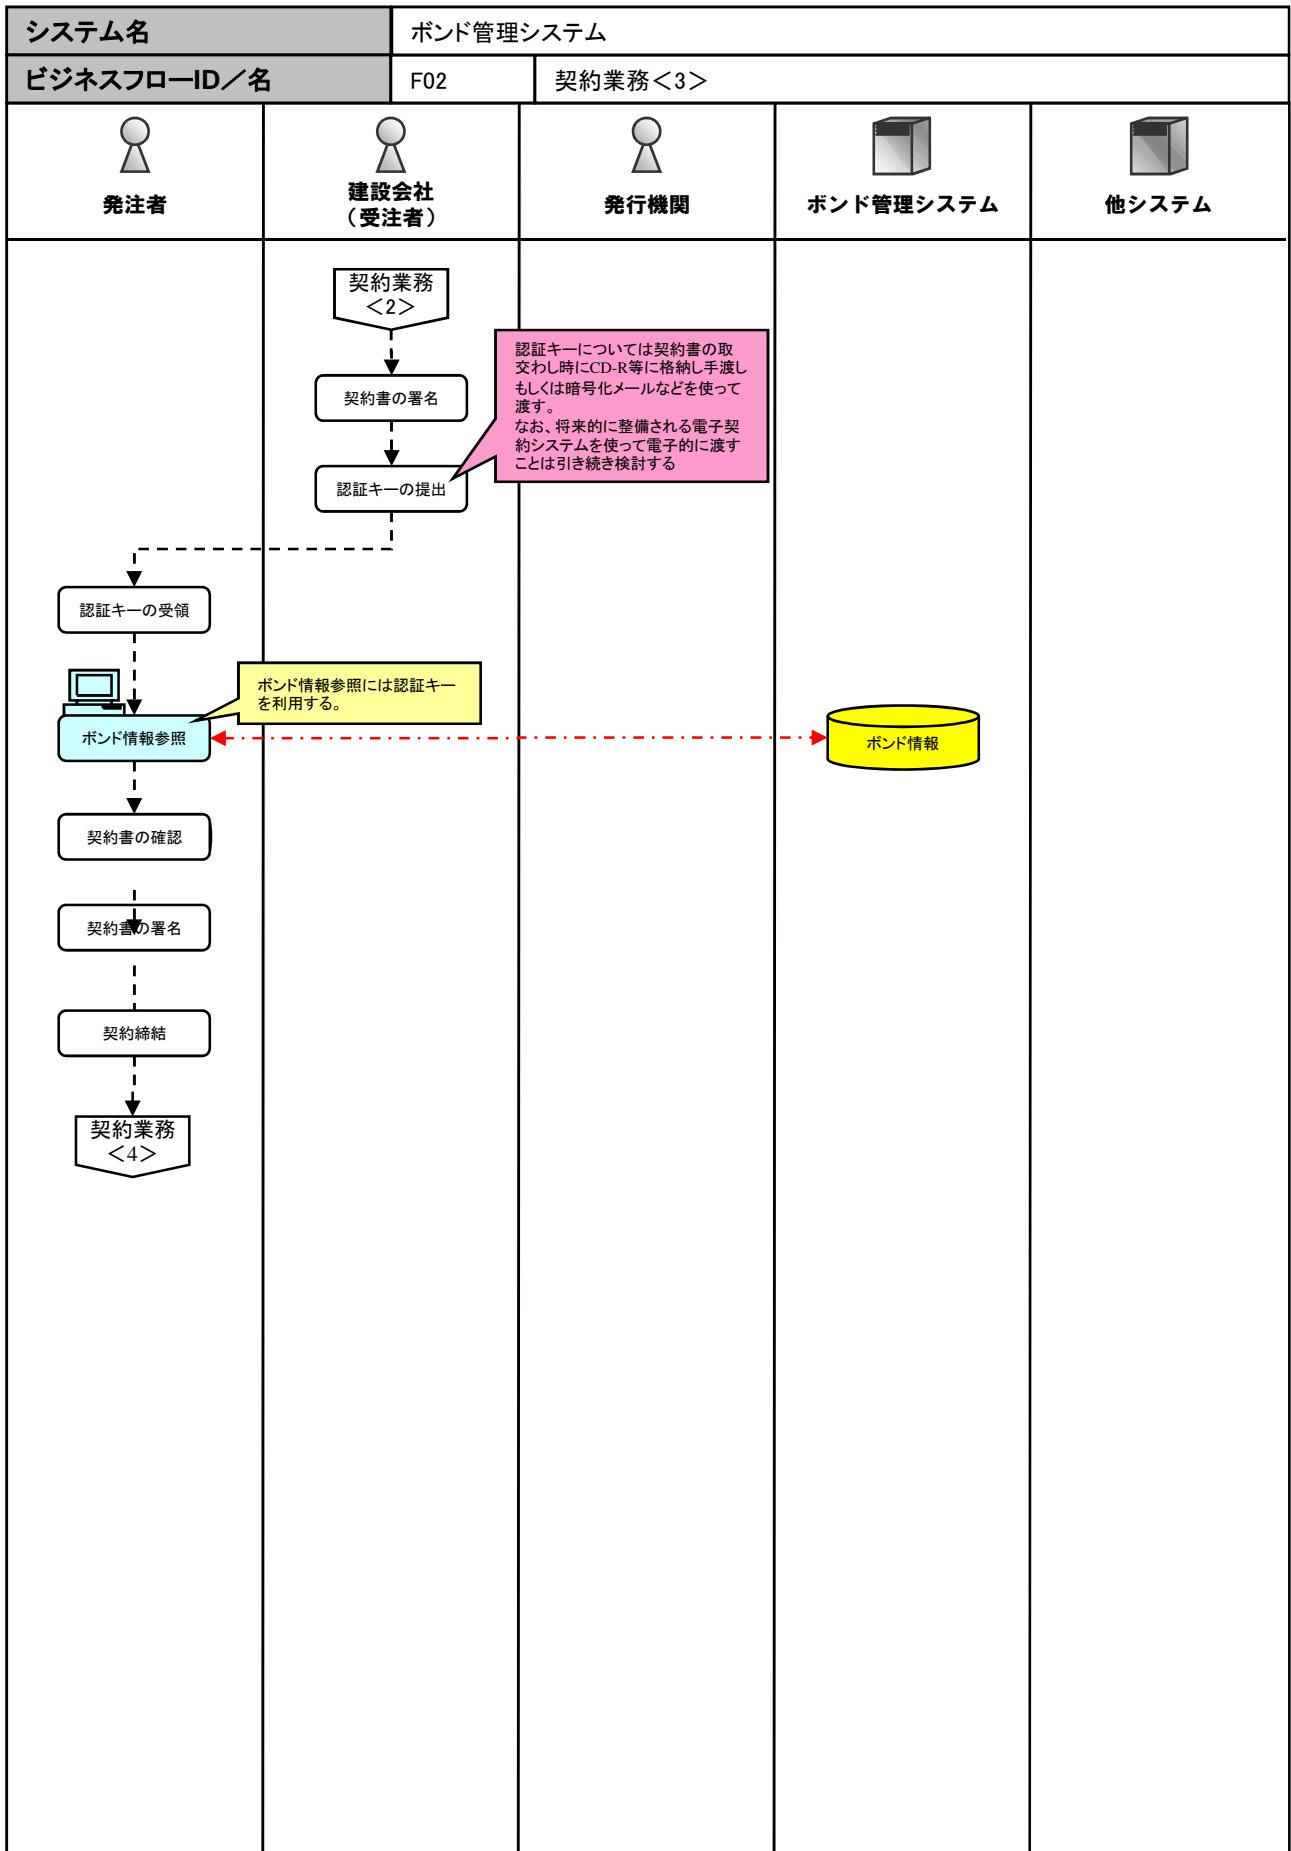 システム名
ボンド管理システム
ビジネスフローID／名
F02
契約業務＜3＞
発注者
建設会社
（受注者）
発行機関
ボンド管理システム
他システム
契約業務
＜2＞
契約書の署名
認証キーについては契約書の取
交わし時にCD-R等に格納し手渡し
もしくは暗号化メールなどを使って
渡す。
なお、将来的に整備される電子契
約システムを使って電子的に渡す
ことは引き続き検討する
認証キーの提出
認証キーの受領
ボンド情報参照には認証キー
を利用する。
ボンド情報参照
ボンド情報
契約書の確認
契約書の署名
契約締結
契約業務
＜4＞